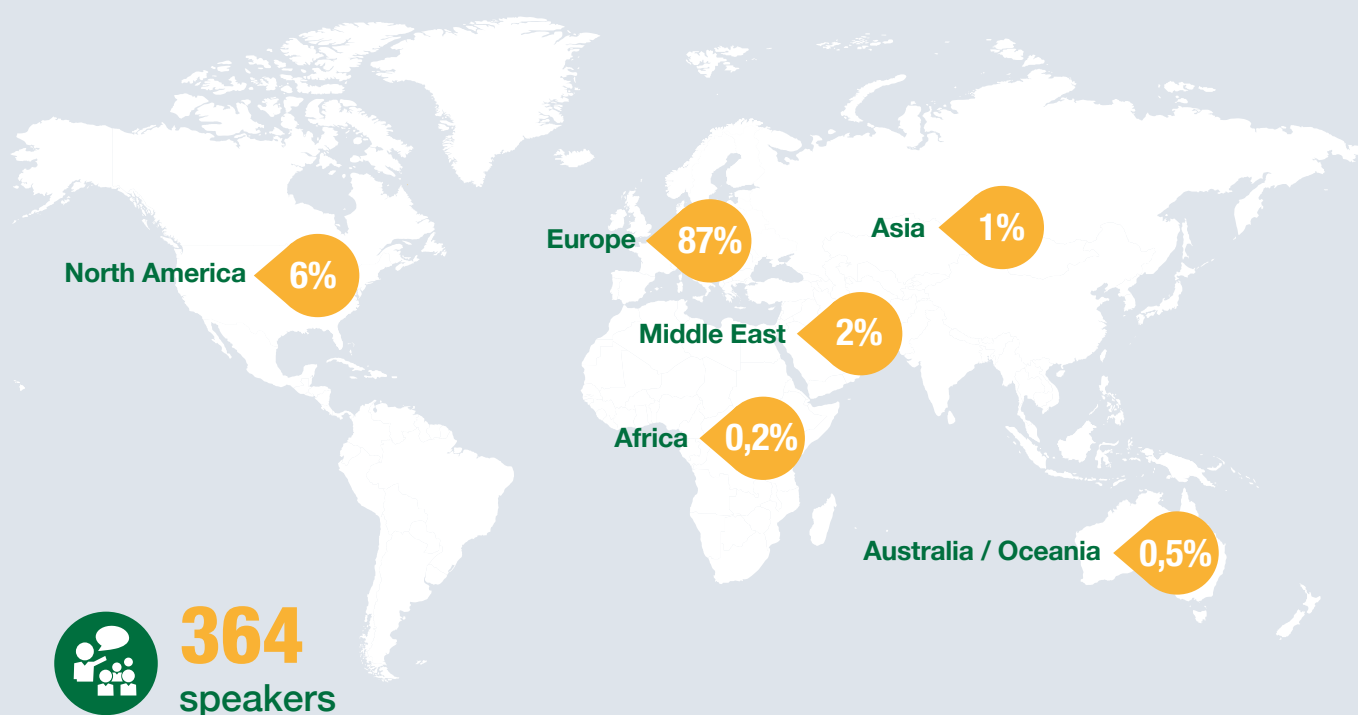 Europe
87%
Asia
1%
North America
6%
Middle East
2%
Africa
0,2%
Australia / Oceania
0,5%
364
speakers